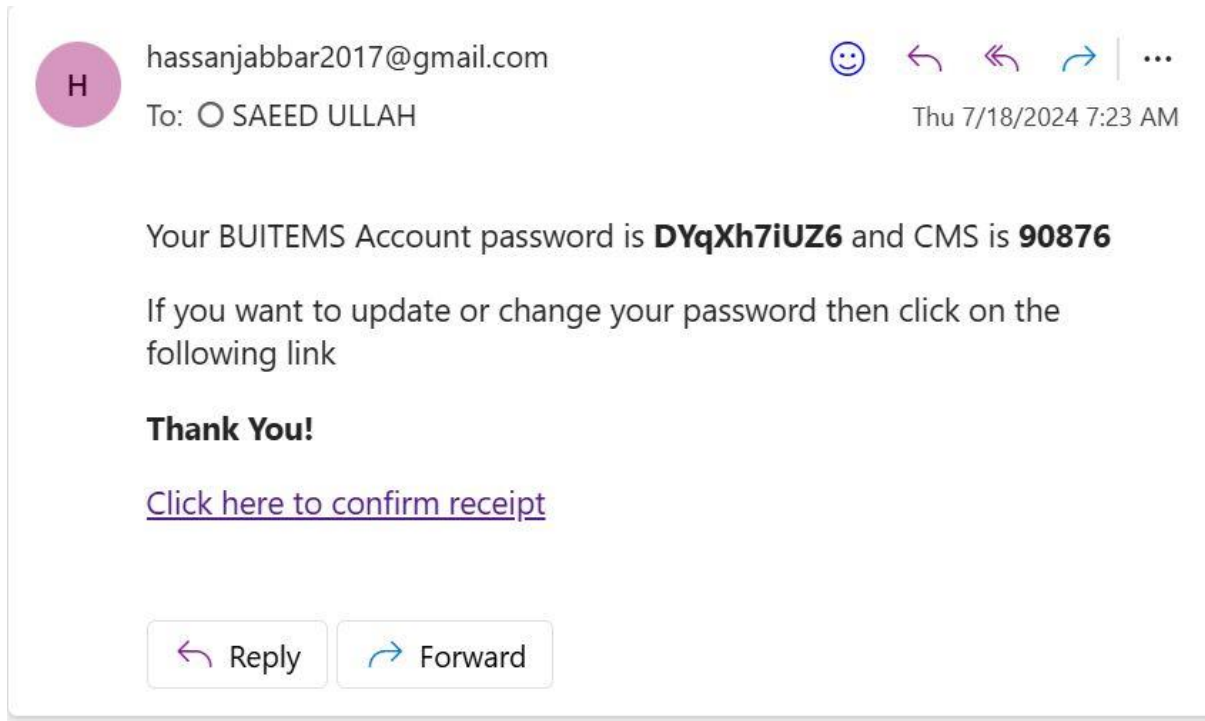 H
hassanjabbar2017@gmail.com
To: SAEED ULLAH
Thu 7/18/2024 7:23 AM
Your BUITEMS Account password is DYqXh7iUZ6 and CMS is 90876
If you want to update or change your password then click on the
following link
Thank You!
Click here to confirm receipt
Reply
Forward